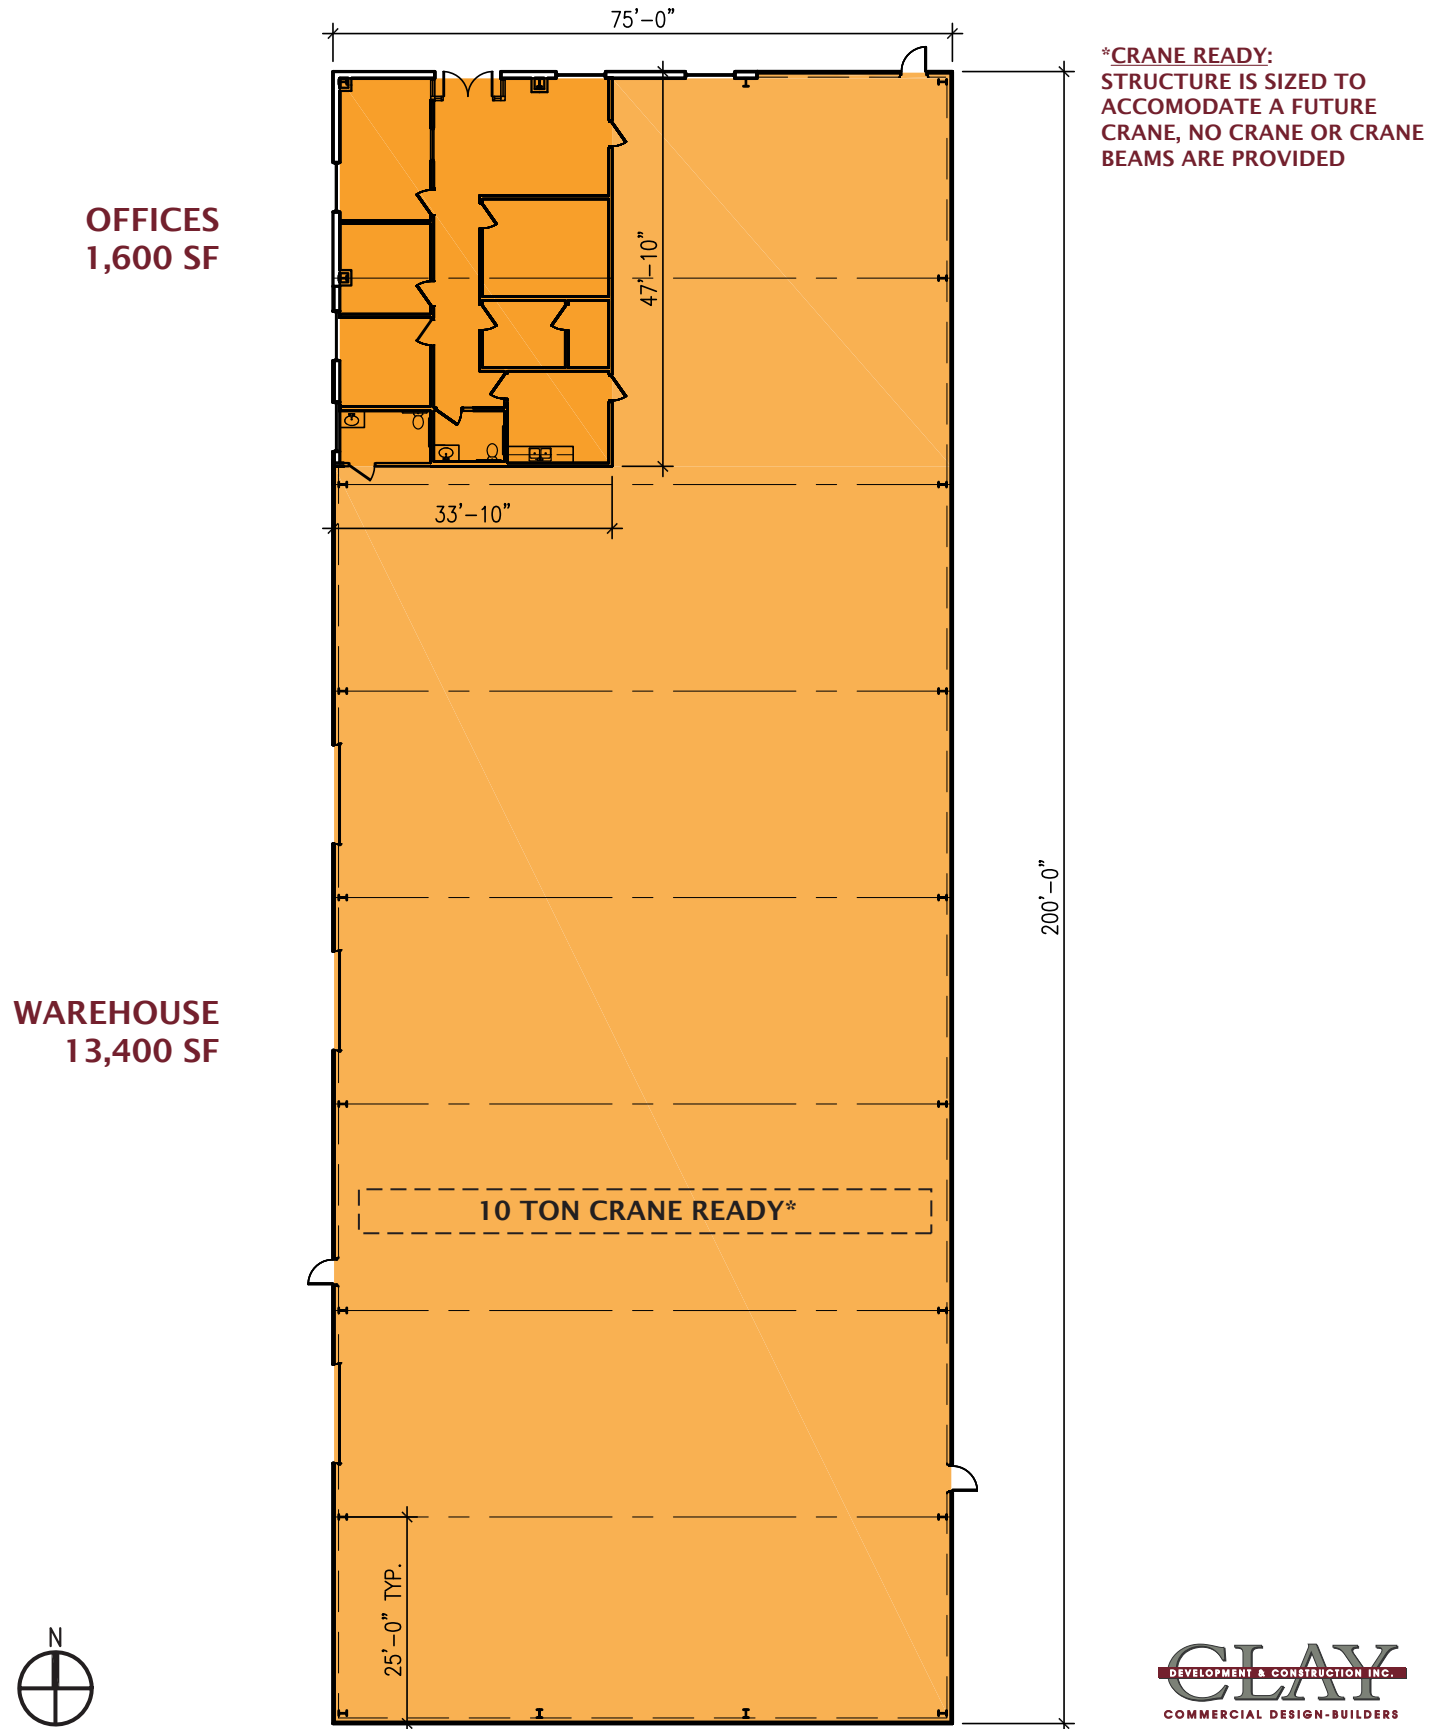 75’-0”
*CRANE READY:
STRUCTURE IS SIZED TO
ACCOMODATE A FUTURE
CRANE, NO CRANE OR CRANE
BEAMS ARE PROVIDED
OFFICES
1,600 SF
47’-10”
33’-10”
200’-0”
WAREHOUSE
13,400 SF
10 TON CRANE READY*
25’-0” TYP.
N
CLAY
DEVELOPMENT & CONSTRUCTION INC.
COMMERCIAL DESIGN-BUILDERS